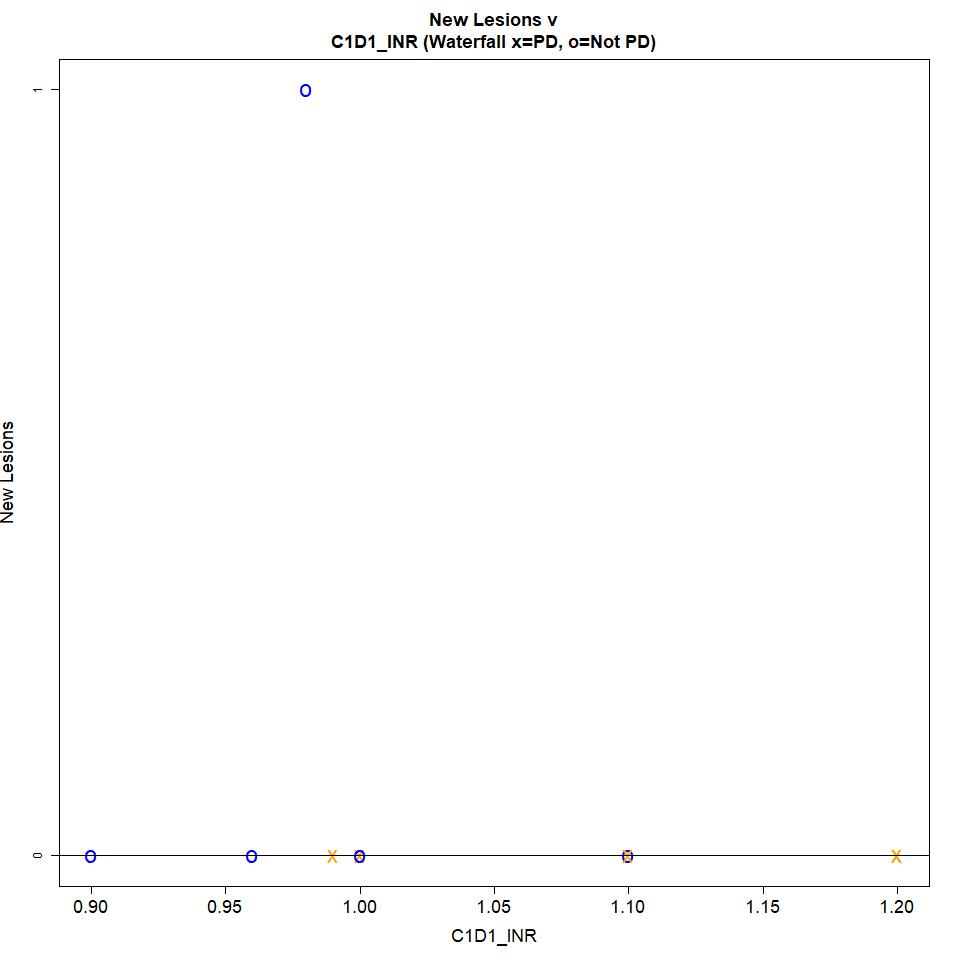 New Lesions v
C1D1_INR (Waterfall x=PD, o=Not PD)
New Lesions
1
0
0.90 0.95 1.00 1.05 1.10 1.15 1.20
C1D1_INR